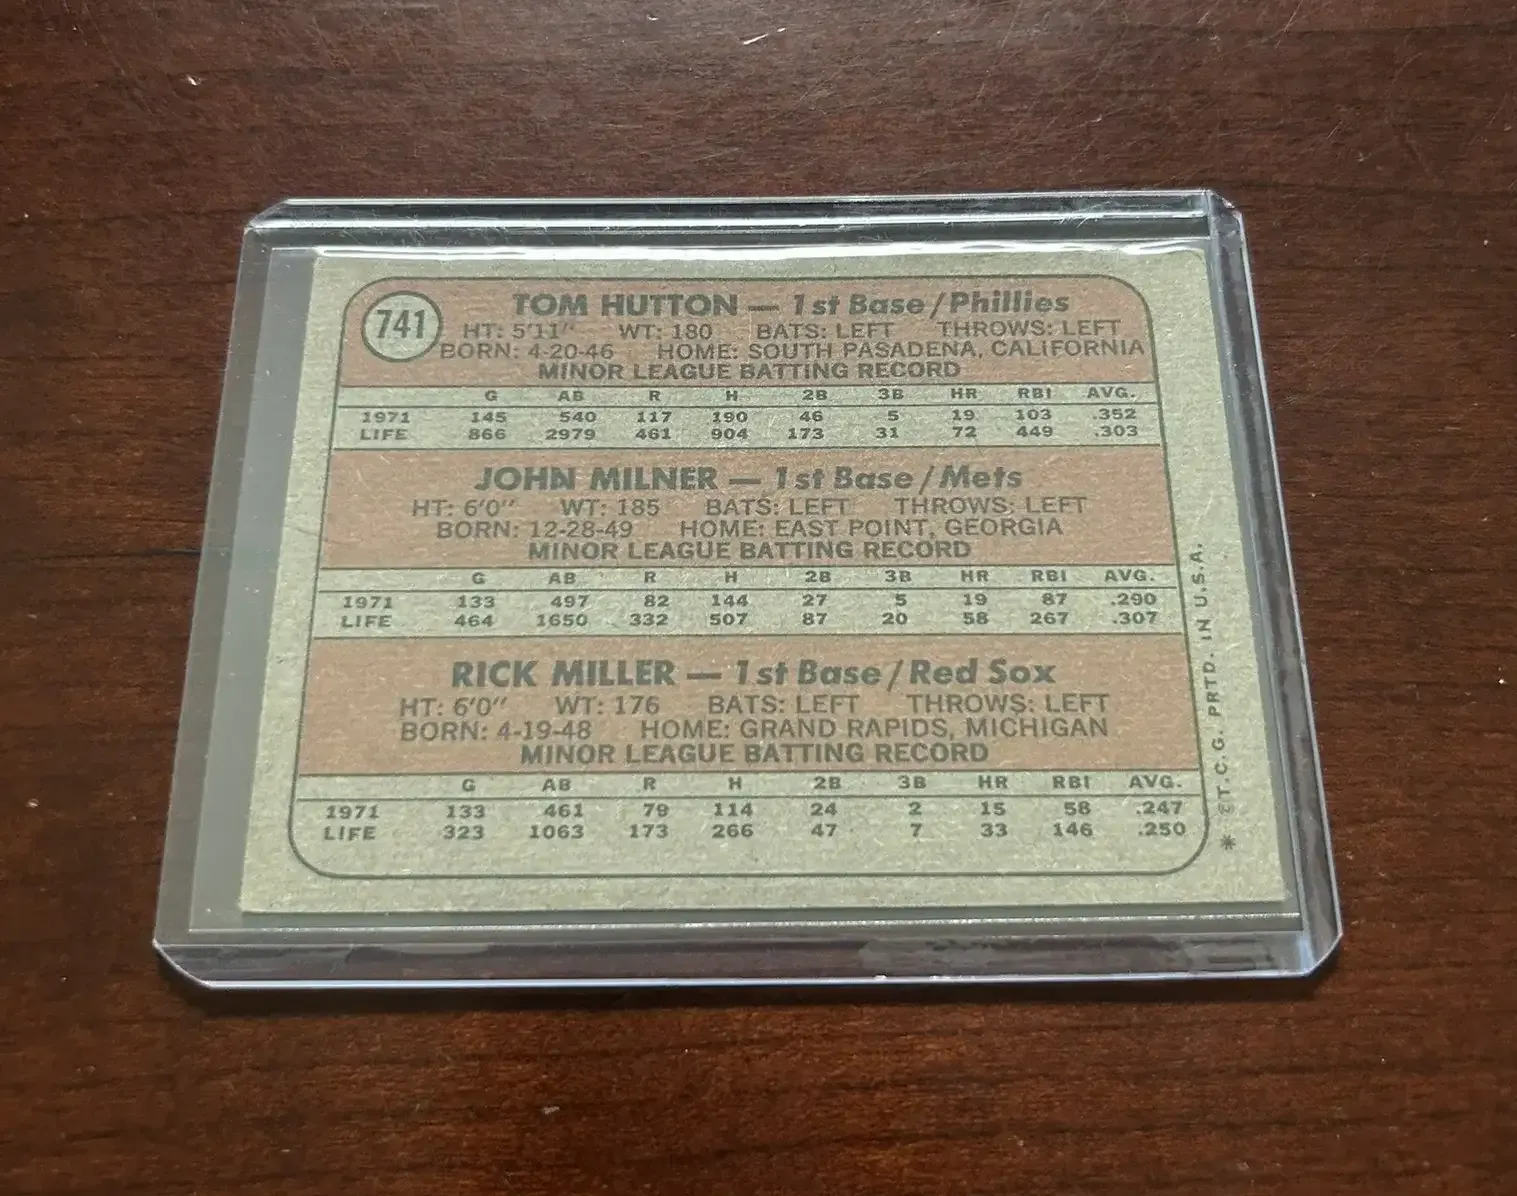 741
TOM HUTTON — 1st Base/Phillies
HT: 5'11" WT: 180 BATS: LEFT THROWS: LEFT
BORN: 4-20-46 HOME: SOUTH PASADENA, CALIFORNIA
MINOR LEAGUE BATTING RECORD
G AB R H 2B 3B HR RBI AVG.
1971 145 540 117 190 46 5 19 103 .352
LIFE 866 2979 461 904 173 31 72 449 .303
JOHN MILNER — 1st Base/Mets
HT: 6'0" WT: 185 BATS: LEFT THROWS: LEFT
BORN: 12-28-49 HOME: EAST POINT, GEORGIA
MINOR LEAGUE BATTING RECORD
G AB R H 2B 3B HR RBI AVG.
1971 133 497 82 144 27 5 19 87 .290
LIFE 464 1650 332 507 87 20 58 267 .307
RICK MILLER — 1st Base/Red Sox
HT: 6'0" WT: 176 BATS: LEFT THROWS: LEFT
BORN: 4-19-48 HOME: GRAND RAPIDS, MICHIGAN
MINOR LEAGUE BATTING RECORD
G AB R H 2B 3B HR RBI AVG.
1971 133 461 79 114 24 2 15 58 .247
LIFE 323 1063 173 266 47 7 33 146 .250
* ©T.C.G. PRTD. IN U.S.A.